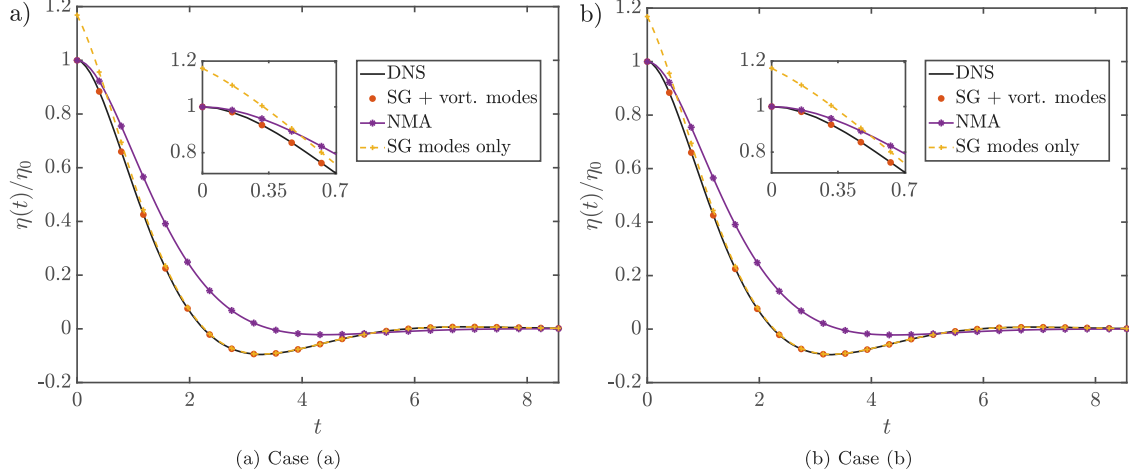 a)
1.2
1
0.8
0.6
0.4
0.2
0
-0.2
η(t)/η₀
0
2
4
6
8
t
1.2
1
0.8
0
0.35
0.7
DNS
SG + vort. modes
NMA
SG modes only
(a) Case (a)
b)
1.2
1
0.8
0.6
0.4
0.2
0
-0.2
η(t)/η₀
0
2
4
6
8
t
1.2
1
0.8
0
0.35
0.7
DNS
SG + vort. modes
NMA
SG modes only
(b) Case (b)